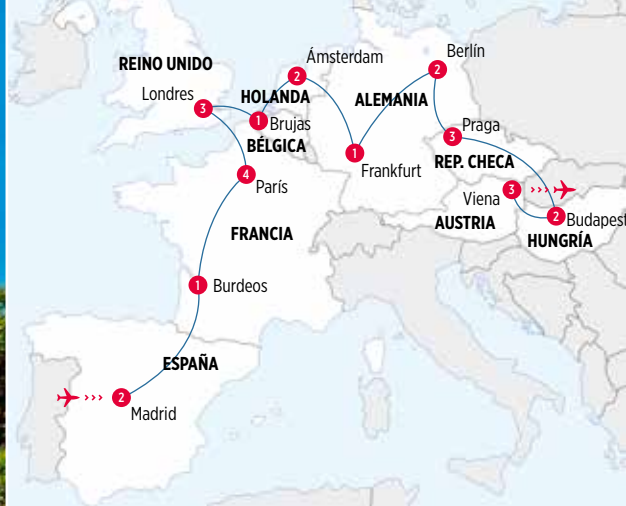 Berlín
2
Ámsterdam
2
REINO UNIDO
HOLANDA
ALEMANIA
Londres
3
1
Brujas
BÉLGICA
Praga
3
1
Frankfurt
REP. CHECA
4
París
Viena
3
›››
2
Budapest
AUSTRIA
HUNGRÍA
FRANCIA
1
Burdeos
ESPAÑA
›››
2
Madrid